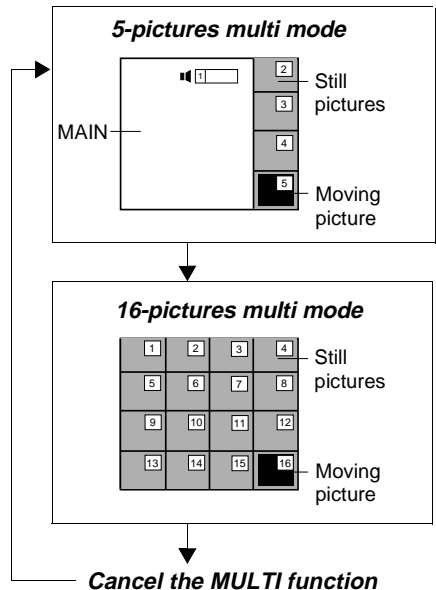 5-pictures multi mode
1
2
Still
pictures
3
MAIN
4
5
Moving
picture
16-pictures multi mode
1 2 3 4
Still
pictures
5 6 7 8
9 10 11 12
13 14 15 16
Moving
picture
Cancel the MULTI function